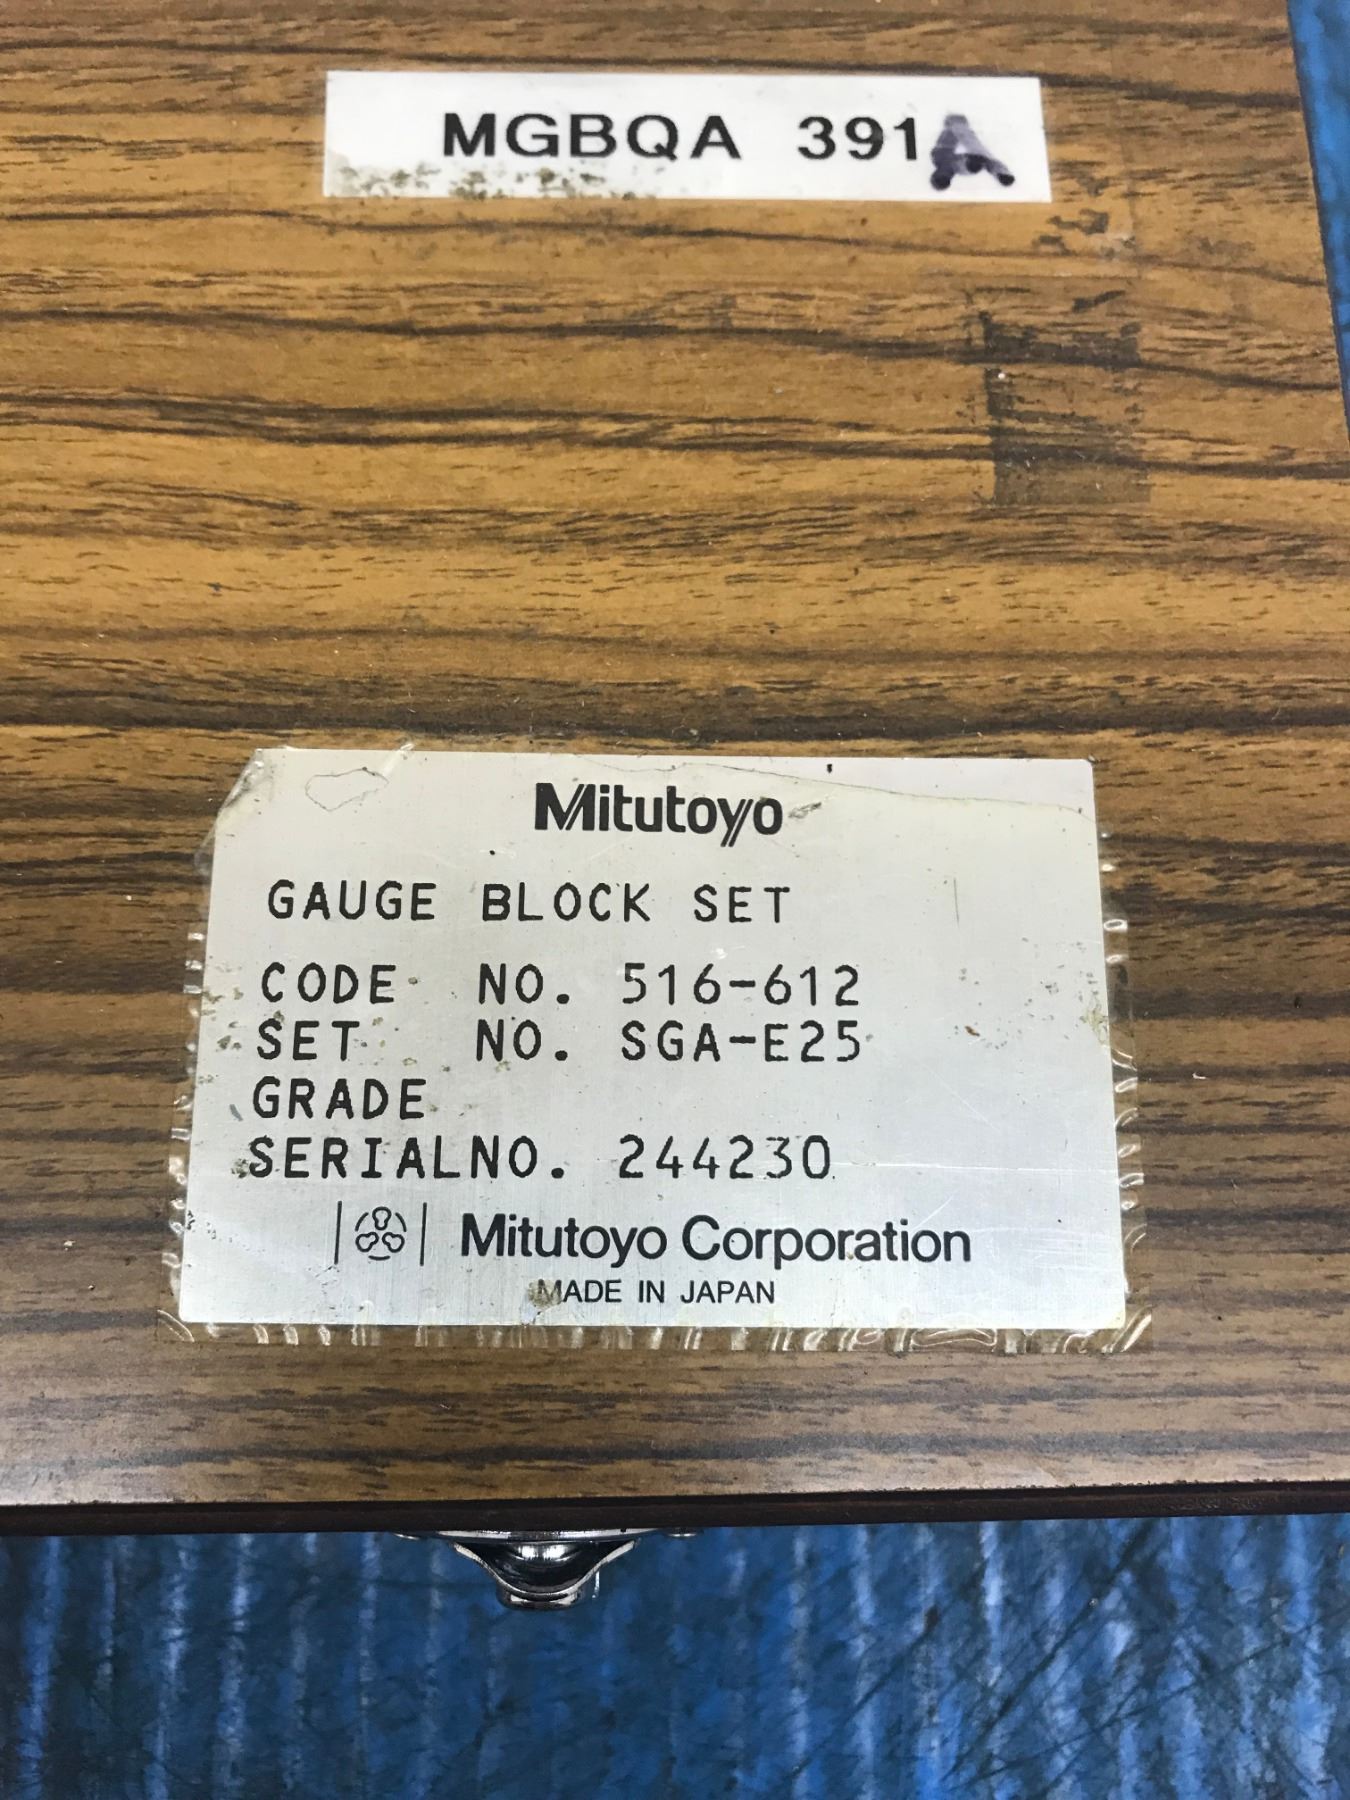 MGBQA 391A
Mitutoyo
GAUGE BLOCK SET
CODE NO. 516-612
SET NO. SGA-E25
GRADE
SERIALNO. 244230
Mitutoyo Corporation
MADE IN JAPAN